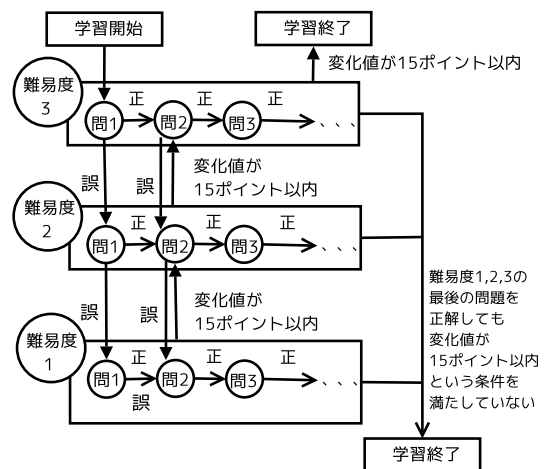 学習開始
学習終了
変化値が15ポイント以内
難易度
3
正
正
正
問1
問2
問3
、、、
誤
誤
変化値が
15ポイント以内
難易度
2
正
正
正
問1
問2
問3
、、、
難易度1,2,3の
最後の問題を
正解しても
変化値が
15ポイント以内
という条件を
満たしていない
誤
誤
変化値が
15ポイント以内
難易度
1
正
正
正
問1
問2
問3
、、、
誤
学習終了